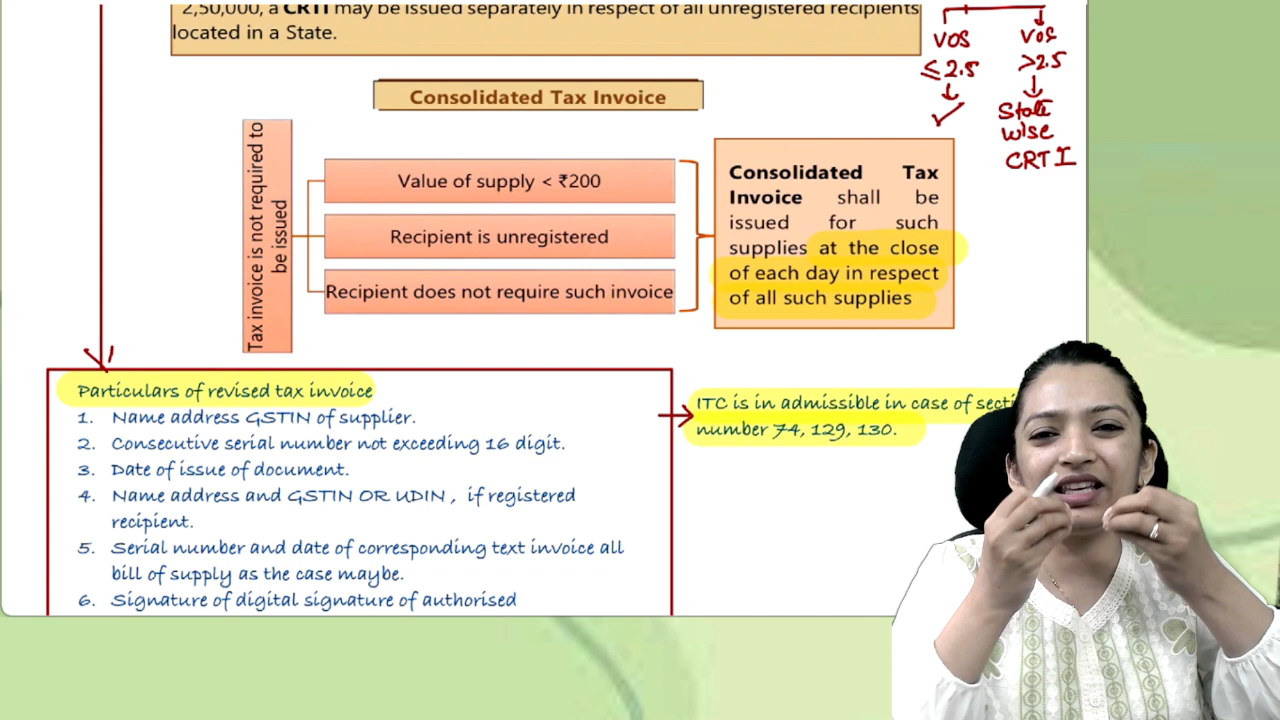 2,50,000, a CRTI may be issued separately in respect of all unregistered recipients
located in a State.
VOS
≤ 2.5
VOS
>2.5
State
wise
CRTI
Consolidated Tax Invoice
Tax invoice is not required to
be issued
Value of supply < ₹200
Recipient is unregistered
Recipient does not require such invoice
Consolidated Tax
Invoice shall be
issued for such
supplies at the close
of each day in respect
of all such supplies
Particulars of revised tax invoice
1. Name address GSTIN of supplier.
2. Consecutive serial number not exceeding 16 digit.
3. Date of issue of document.
4. Name address and GSTIN OR UDIN , if registered
recipient.
5. Serial number and date of corresponding text invoice all
bill of supply as the case maybe.
6. Signature of digital signature of authorised
ITC is in admissible in case of secti
number 74, 129, 130.